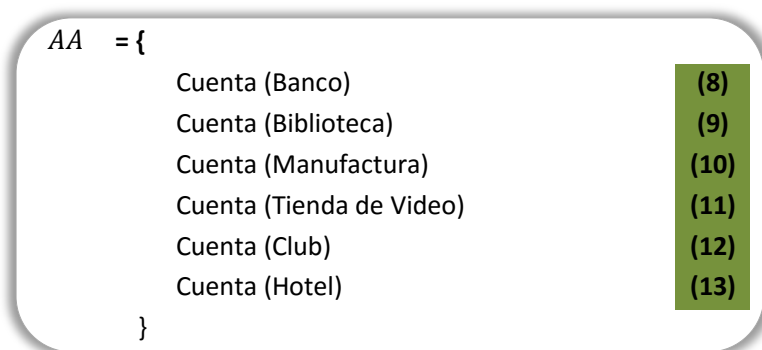 AA = {
Cuenta (Banco) (8)
Cuenta (Biblioteca) (9)
Cuenta (Manufactura) (10)
Cuenta (Tienda de Video) (11)
Cuenta (Club) (12)
Cuenta (Hotel) (13)
}